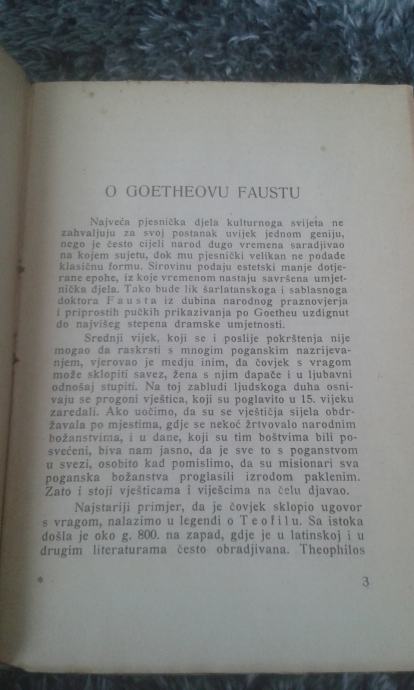 O GOETHEOVU FAUSTU
Najveća pjesnička djela kulturnoga svijeta ne
zahvaljuju za svoj postanak uvijek jednom geniju,
nego je često cijeli narod dugo vremena saradjivao
na kojem sujetu, dok mu pjesnički velikan ne podade
klasičnu formu. Sirovinu podaju estetski manje dotje-
rane epohe, iz koje vremenom nastaju savršena umjet-
nička djela. Tako bude lik šarlatanskoga i sablasnoga
doktora Fausta iz dubina narodnog praznovjerja
i priprostih pučkih prikazivanja po Goetheu uzdignut
do najvišeg stepena dramske umjetnosti.
Srednji vijek, koji se i poslije pokrštenja nije
mogao da raskrsti s mnogim poganskim nazrijeva-
njem, vjerovao je medju inim, da čovjek s vragom
može sklopiti savez, žena s njim dapače i u ljubavni
odnošaj stupiti. Na toj zabludi ljudskoga duha osni-
vaju se progoni vještica, koji su poglavito u 15. vijeku
zaredali. Ako uočimo, da su se vještičja sijela obdr-
žavala po mjestima, gdje se nekoć žrtvovalo narodnim
božanstvima, i u dane, koji su tim boštvima bili po-
svećeni, biva nam jasno, da je sve to s poganstvom
u svezi, osobito kad pomislimo, da su misionari sva
poganska božanstva proglasili izrodom paklenim.
Zato i stoji vješticama i viješcima na čelu djavao.
Najstariji primjer, da je čovjek sklopio ugovor
s vragom, nalazimo u legendi o Teofilu. Sa istoka
došla je oko g. 800. na zapad, gdje je u latinskoj i u
drugim literaturama često obradjivana. Theophilos
*
3